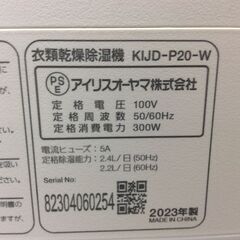 衣類乾燥除湿機 KIJD-P20-W
PS
E
アイリスオーヤマ株式会社
定格電圧 100V
定格周波数 50/60Hz
定格消費電力 300W
電流ヒューズ：5A
定格除湿能力：2.4L/日 (50Hz)
2.2L/日 (60Hz)
Serial No:
82304060254
2023年製
MADE IN CHINA